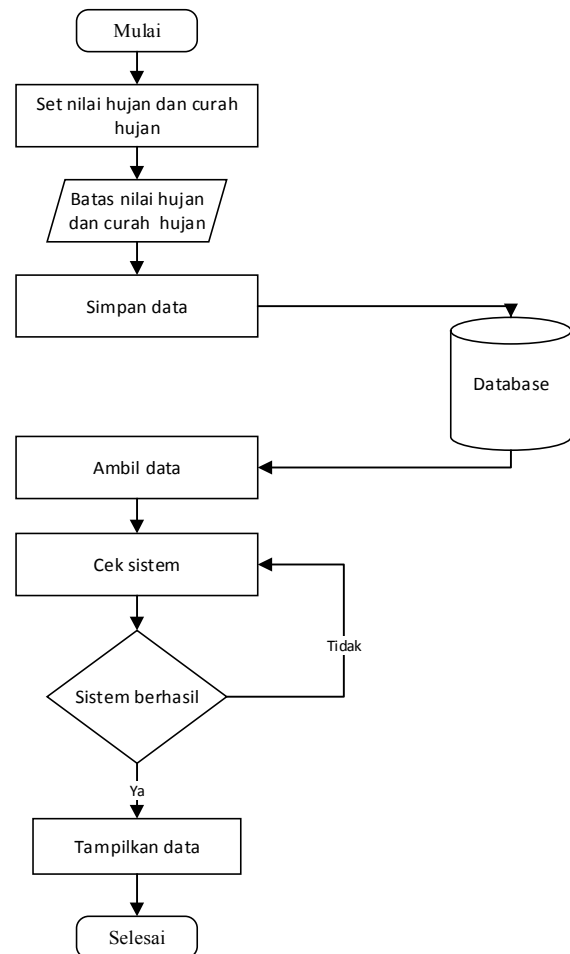 Mulai
Set nilai hujan dan curah
hujan
Batas nilai hujan
dan curah hujan
Simpan data
Database
Ambil data
Cek sistem
Tidak
Sistem berhasil
Ya
Tampilkan data
Selesai